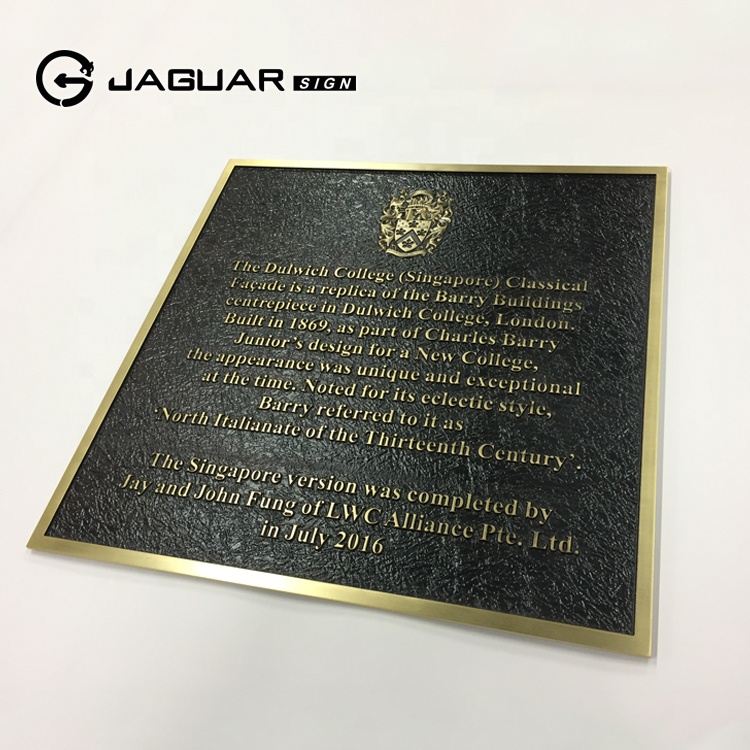 JAGUAR SIGN
The Dulwich College (Singapore) Classical
Façade is a replica of the Barry Buildings
centrepiece in Dulwich College, London.
Built in 1869, as part of Charles Barry
Junior's design for a New College,
the appearance was unique and exceptional
at the time. Noted for its eclectic style,
Barry referred to it as
'North Italianate of the Thirteenth Century'.
The Singapore version was completed by
Jay and John Fung of LWC Alliance Pte. Ltd.
in July 2016